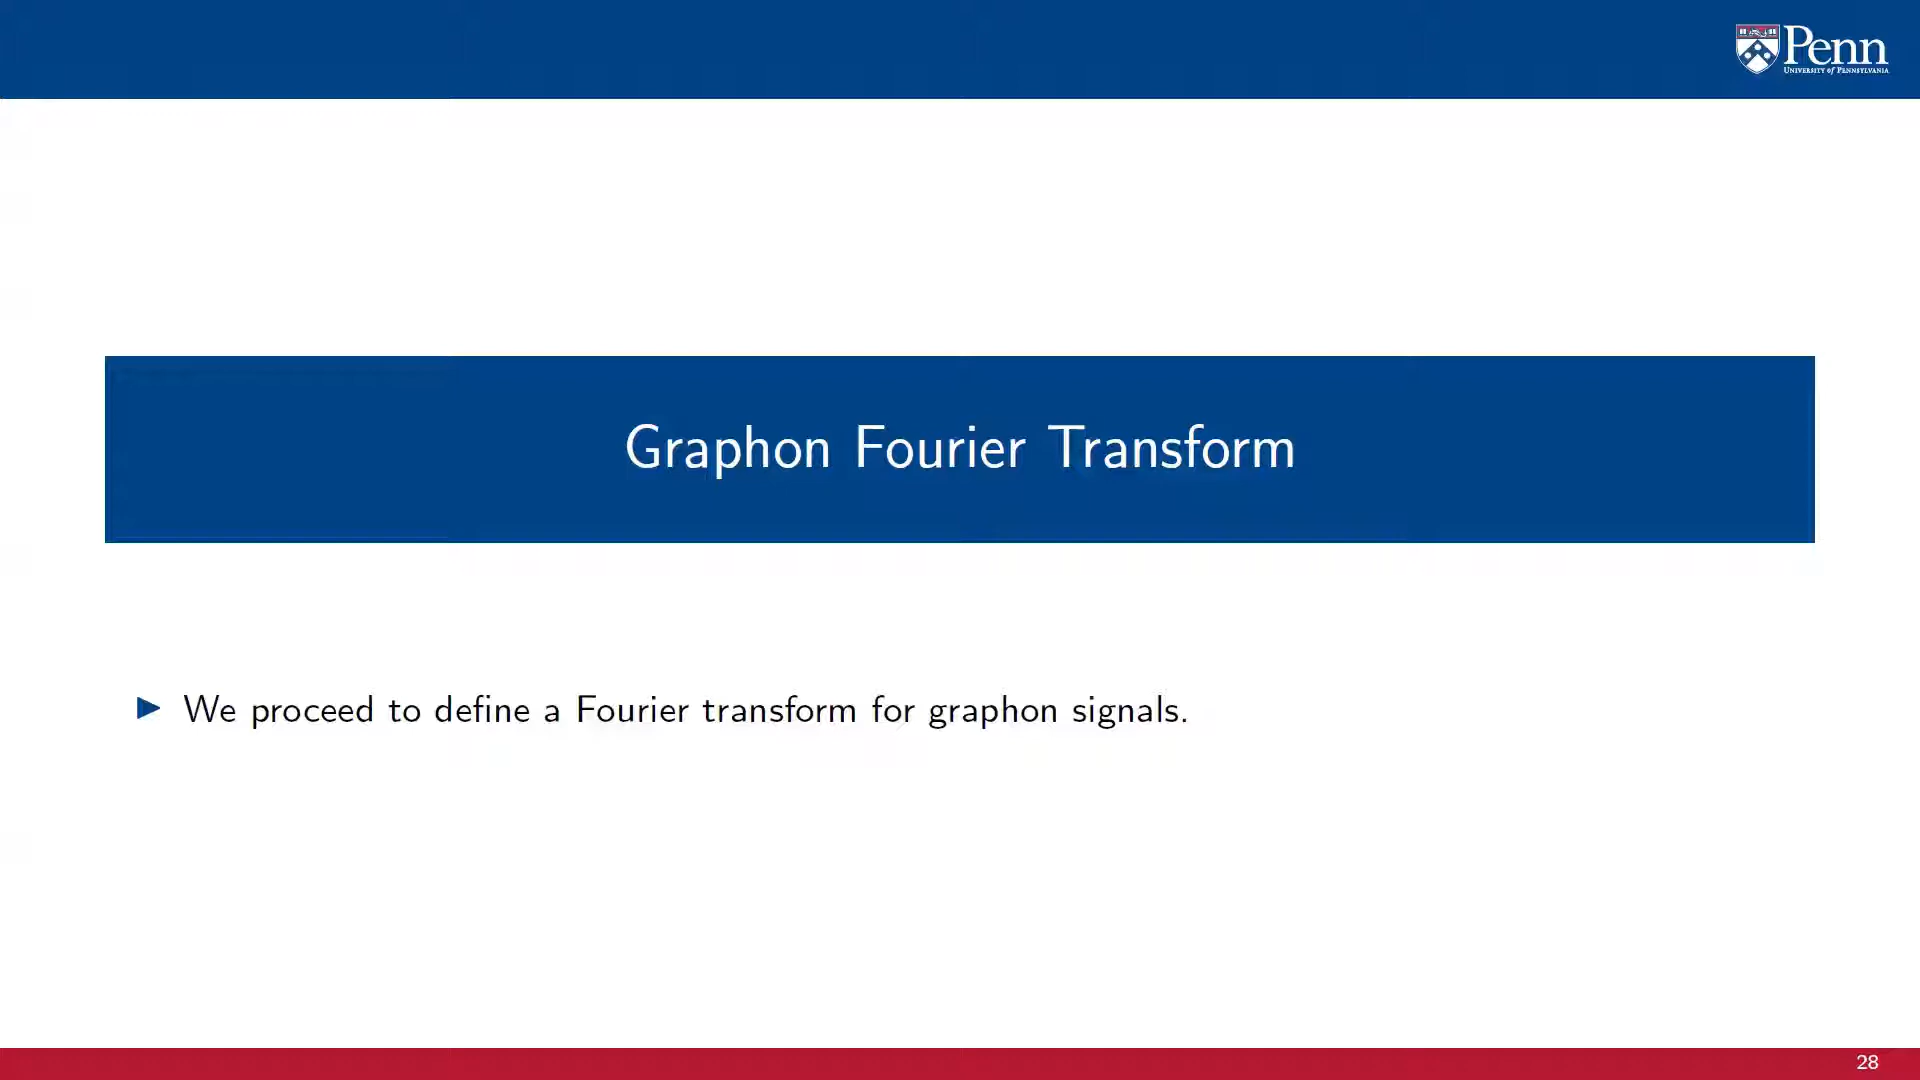 Penn
UNIVERSITY of PENNSYLVANIA
Graphon Fourier Transform
We proceed to define a Fourier transform for graphon signals.
28